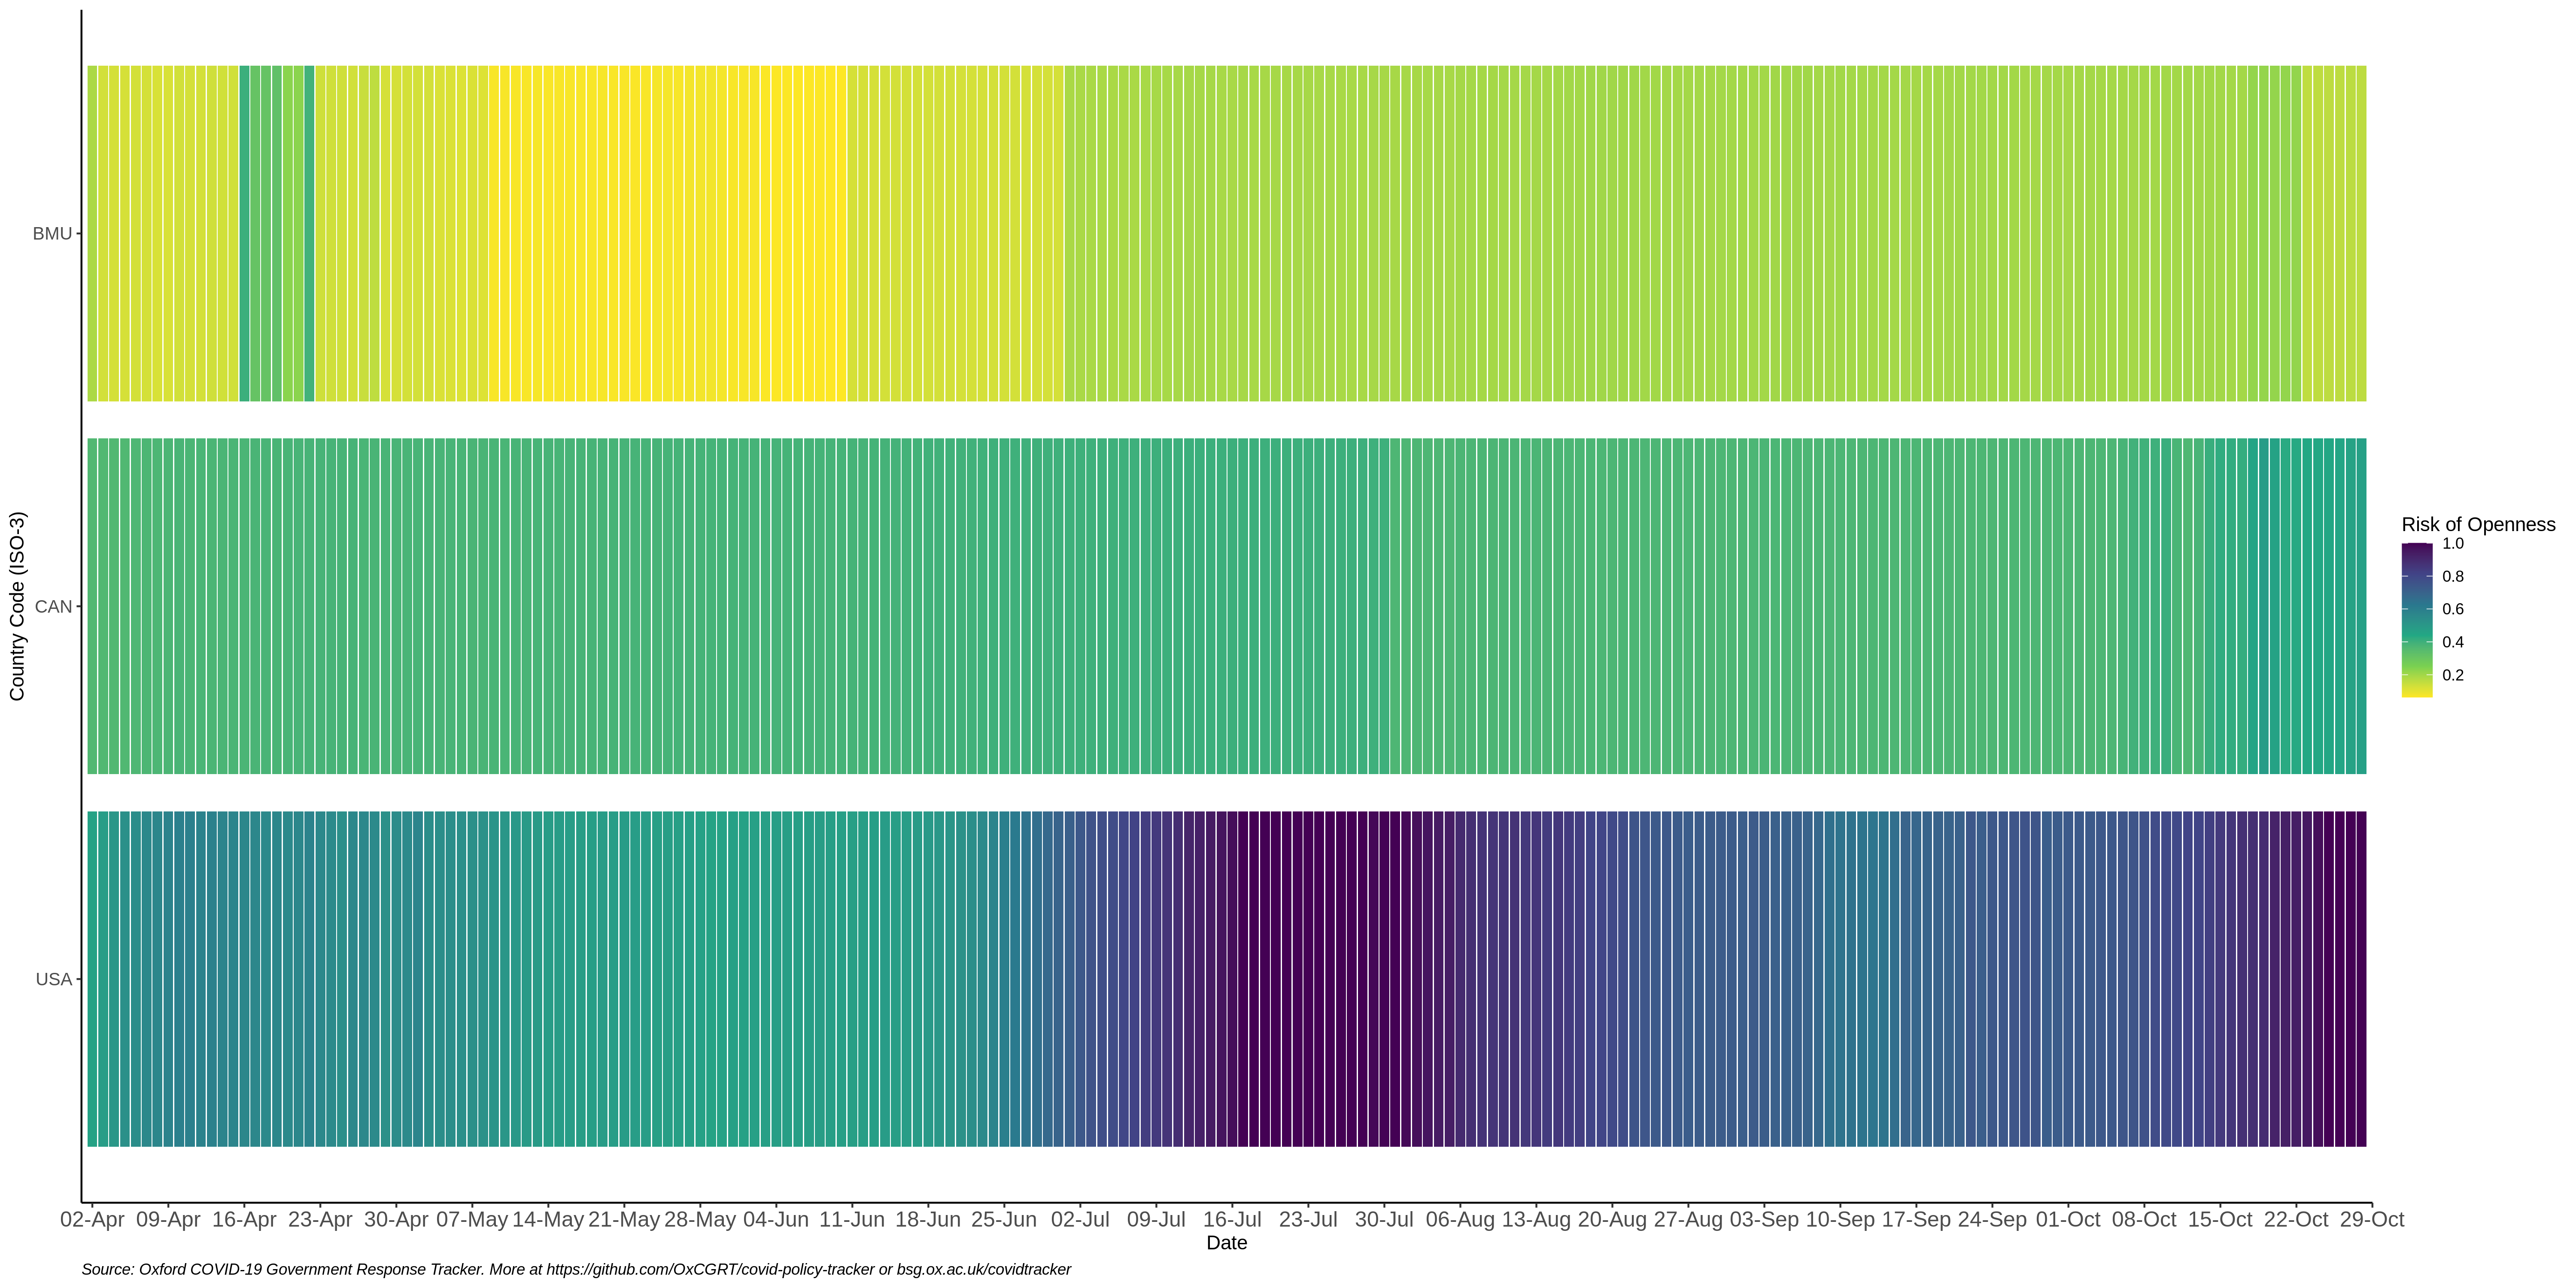 BMU
CAN
USA
Country Code (ISO-3)
Risk of Openness
1.0
0.8
0.6
0.4
0.2
02-Apr 09-Apr 16-Apr 23-Apr 30-Apr 07-May 14-May 21-May 28-May 04-Jun 11-Jun 18-Jun 25-Jun 02-Jul 09-Jul 16-Jul 23-Jul 30-Jul 06-Aug 13-Aug 20-Aug 27-Aug 03-Sep 10-Sep 17-Sep 24-Sep 01-Oct 08-Oct 15-Oct 22-Oct 29-Oct
Date
Source: Oxford COVID-19 Government Response Tracker. More at https://github.com/OxCGRT/covid-policy-tracker or bsg.ox.ac.uk/covidtracker